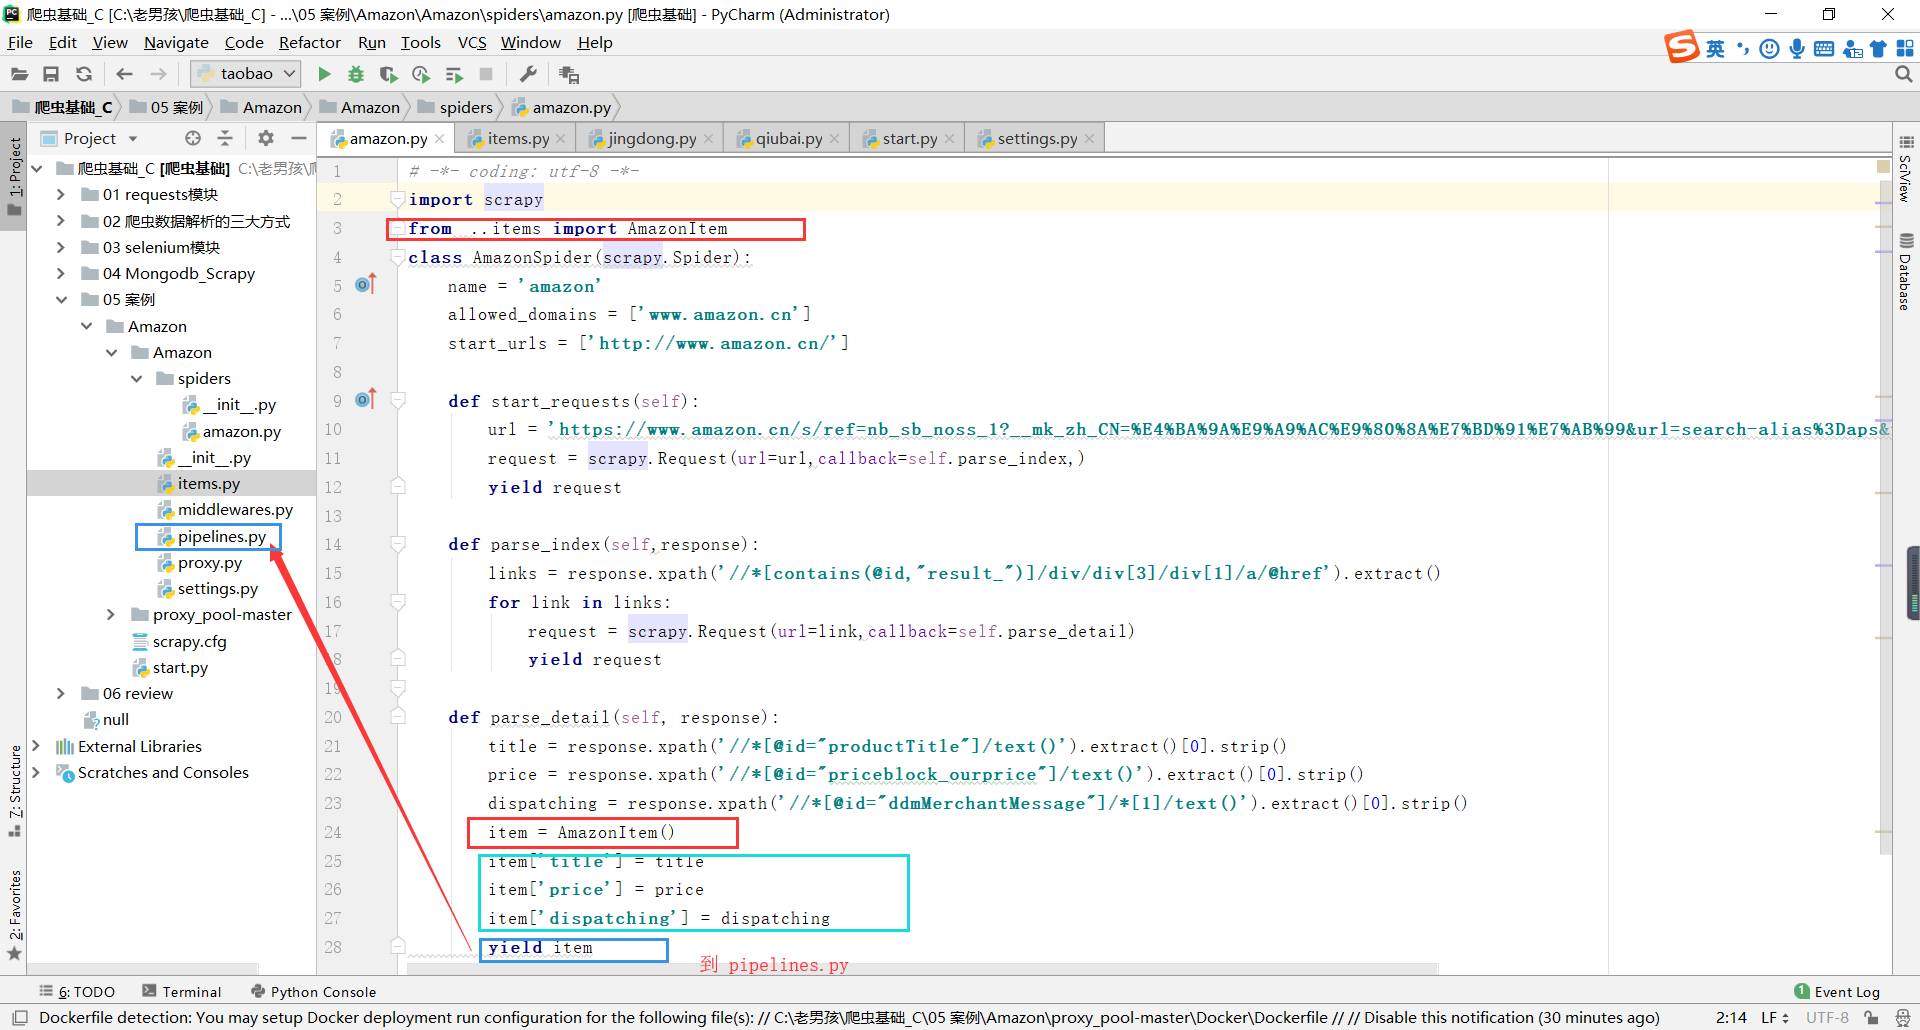 爬虫基础_C [C:\老男孩\爬虫基础_C] - ...\05 案例\Amazon\Amazon\spiders\amazon.py [爬虫基础] - PyCharm (Administrator)
File Edit View Navigate Code Refactor Run Tools VCS Window Help
英
taobao
爬虫基础_C 05 案例 Amazon Amazon spiders amazon.py
Project
amazon.py items.py jingdong.py qiubai.py start.py settings.py
1: Project
7: Structure
2: Favorites
爬虫基础_C [爬虫基础] C:\老男孩\
01 requests模块
02 爬虫数据解析的三大方式
03 selenium模块
04 Mongodb_Scrapy
05 案例
Amazon
Amazon
spiders
__init__.py
amazon.py
__init__.py
items.py
middlewares.py
pipelines.py
proxy.py
settings.py
proxy_pool-master
scrapy.cfg
start.py
06 review
null
External Libraries
Scratches and Consoles
1 # -*- coding: utf-8 -*-
2 import scrapy
3 from ..items import AmazonItem
4 class AmazonSpider(scrapy.Spider):
5 name = 'amazon'
6 allowed_domains = ['www.amazon.cn']
7 start_urls = ['http://www.amazon.cn/']
8
9 def start_requests(self):
10 url = 'https://www.amazon.cn/s/ref=nb_sb_noss_1?__mk_zh_CN=%E4%BA%9A%E9%A9%AC%E9%80%8A%E7%BD%91%E7%AB%99&url=search-alias%3Daps&
11 request = scrapy.Request(url=url,callback=self.parse_index,)
12 yield request
13
14 def parse_index(self,response):
15 links = response.xpath('//*[contains(@id,"result_")]/div/div[3]/div[1]/a/@href').extract()
16 for link in links:
17 request = scrapy.Request(url=link,callback=self.parse_detail)
18 yield request
19
20 def parse_detail(self, response):
21 title = response.xpath('//*[@id="productTitle"]/text()').extract()[0].strip()
22 price = response.xpath('//*[@id="priceblock_ourprice"]/text()').extract()[0].strip()
23 dispatching = response.xpath('//*[@id="ddmMerchantMessage"]/*[1]/text()').extract()[0].strip()
24 item = AmazonItem()
25 item['title'] = title
26 item['price'] = price
27 item['dispatching'] = dispatching
28 yield item
到 pipelines.py
SciView
Database
6: TODO Terminal Python Console
1 Event Log
Dockerfile detection: You may setup Docker deployment run configuration for the following file(s): // C:\老男孩\爬虫基础_C\05 案例\Amazon\proxy_pool-master\Docker\Dockerfile // // Disable this notification (30 minutes ago)
2:14 LF UTF-8